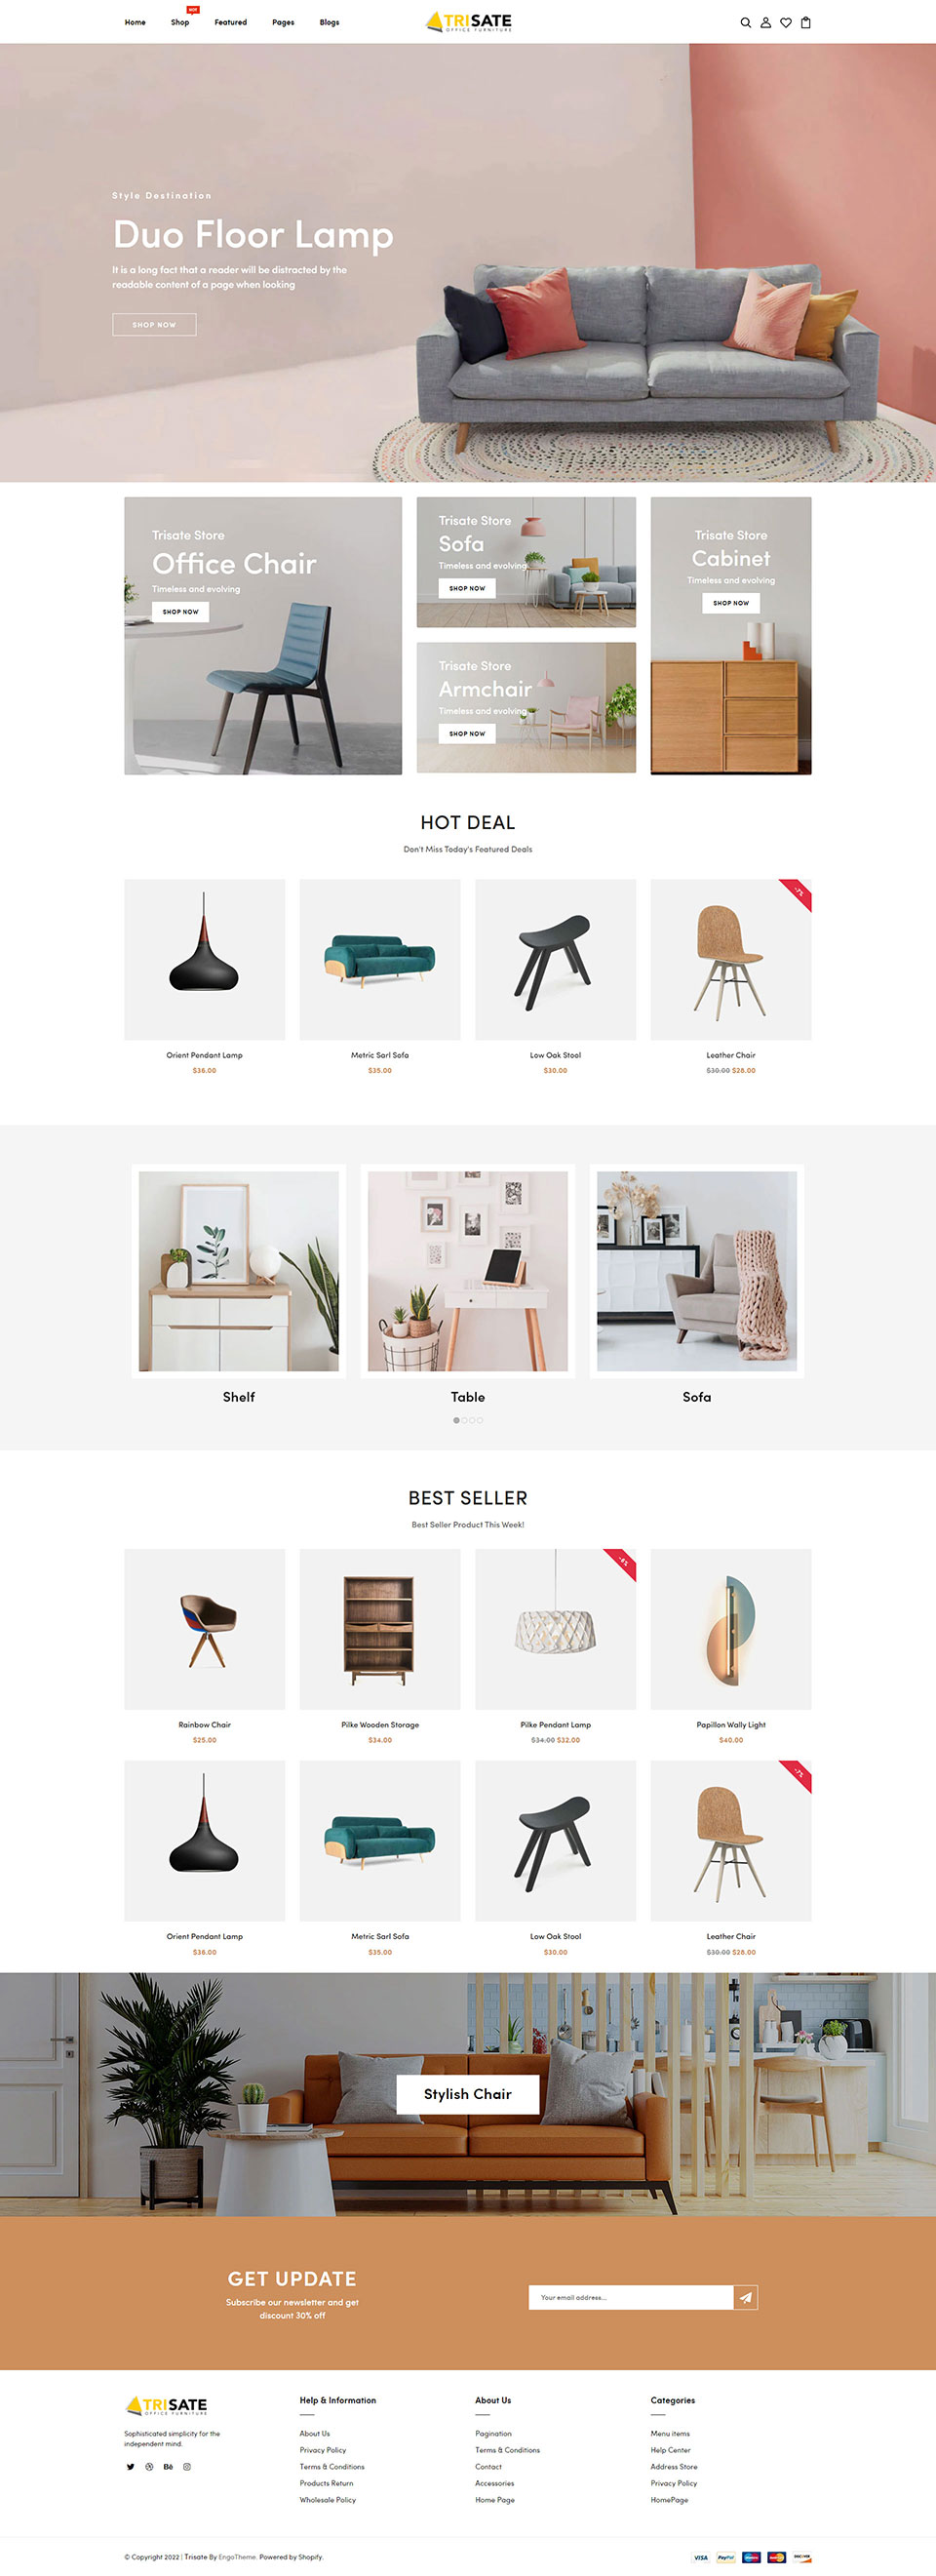 Home
Shop
HOT
Featured
Pages
Blogs
TRISATE
OFFICE FURNITURE
Style Destination
Duo Floor Lamp
It is a long fact that a reader will be distracted by the
readable content of a page when looking
SHOP NOW
Trisate Store
Office Chair
Timeless and evolving
SHOP NOW
Trisate Store
Sofa
Timeless and evolving
SHOP NOW
Trisate Store
Armchair
Timeless and evolving
SHOP NOW
Trisate Store
Cabinet
Timeless and evolving
SHOP NOW
HOT DEAL
Don't Miss Today's Featured Deals
-7%
Orient Pendant Lamp
$36.00
Metric Sarl Sofa
$35.00
Low Oak Stool
$30.00
Leather Chair
$30.00 $28.00
Shelf
Table
Sofa
BEST SELLER
Best Seller Product This Week!
-6%
Rainbow Chair
$25.00
Pilke Wooden Storage
$34.00
Pilke Pendant Lamp
$34.00 $32.00
Papillon Wally Light
$40.00
-7%
Orient Pendant Lamp
$36.00
Metric Sarl Sofa
$35.00
Low Oak Stool
$30.00
Leather Chair
$30.00 $28.00
Stylish Chair
GET UPDATE
Subscribe our newsletter and get
discount 30% off
Your email address...
TRISATE
OFFICE FURNITURE
Sophisticated simplicity for the
independent mind.
Bē
Help & Information
About Us
Privacy Policy
Terms & Conditions
Products Return
Wholesale Policy
About Us
Pagination
Terms & Conditions
Contact
Accessories
Home Page
Categories
Menu items
Help Center
Address Store
Privacy Policy
HomePage
© Copyright 2022 | Trisate By EngoTheme. Powered by Shopify.
VISA
PayPal
DISCOVER